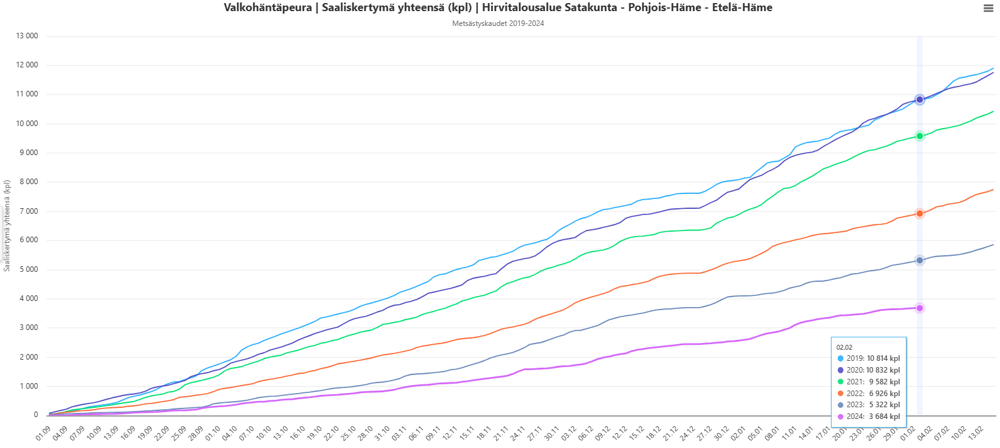 Valkohäntäpeura | Saaliskertymä yhteensä (kpl) | Hirvitalousalue Satakunta - Pohjois-Häme - Etelä-Häme
Metsästyskaudet 2019-2024
Saaliskertymä yhteensä (kpl)
13 000
12 000
11 000
10 000
9 000
8 000
7 000
6 000
5 000
4 000
3 000
2 000
1 000
0
02.02
2019: 10 814 kpl
2020: 10 832 kpl
2021: 9 582 kpl
2022: 6 926 kpl
2023: 5 322 kpl
2024: 3 684 kpl
01.09 04.09 07.09 10.09 13.09 16.09 19.09 22.09 25.09 28.09 01.10 04.10 07.10 10.10 13.10 16.10 19.10 22.10 25.10 28.10 31.10 03.11 06.11 09.11 12.11 15.11 18.11 21.11 24.11 27.11 30.11 03.12 06.12 09.12 12.12 15.12 18.12 21.12 24.12 27.12 30.12 02.01 05.01 08.01 11.01 14.01 17.01 20.01 23.01 26.01 29.01 01.02 04.02 07.02 10.02 13.02